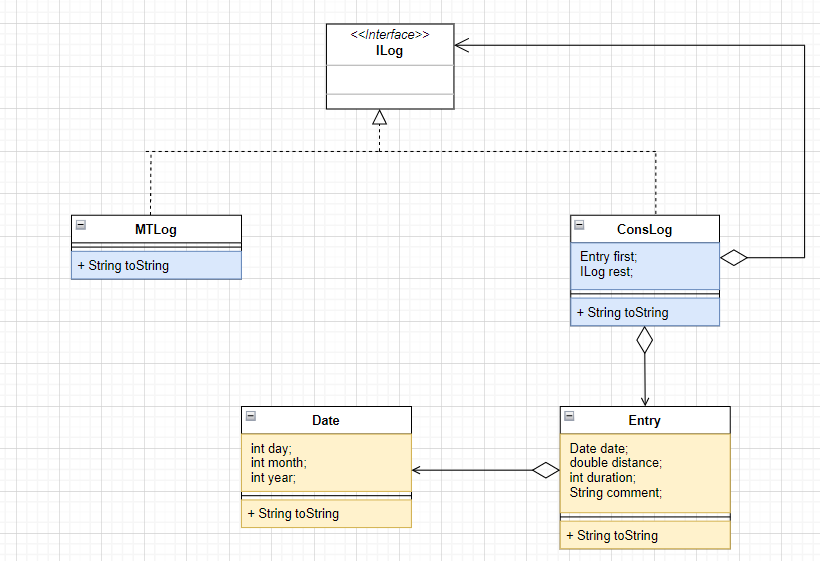 <<Interface>>
ILog
MTLog
+ String toString
ConsLog
Entry first;
ILog rest;
+ String toString
Date
int day;
int month;
int year;
+ String toString
Entry
Date date;
double distance;
int duration;
String comment;
+ String toString